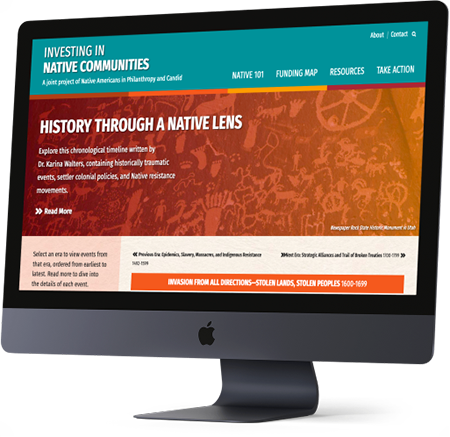 About | Contact
INVESTING IN
NATIVE COMMUNITIES
A joint project of Native Americans in Philanthropy and Candid
NATIVE 101 FUNDING MAP RESOURCES TAKE ACTION
HISTORY THROUGH A NATIVE LENS
Explore this chronological timeline written by
Dr. Karina Walters, containing historically traumatic
events, settler colonial policies, and Native resistance
movements.
Read More
Newspaper Rock State Historic Monument in Utah
Select an era to view events from
that era, ordered from earliest to
latest. Read more to dive into
the details of each event.
Previous Era: Epidemics, Slavery, Massacres, and Indigenous Resistance
Next Era: Strategic Alliances and Trail of Broken Treaties
INVASION FROM ALL DIRECTIONS—STOLEN LANDS, STOLEN PEOPLES 1600-1699